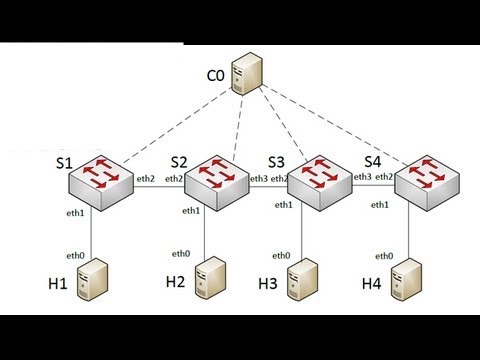 C0
S1
S2
S3
S4
eth2
eth2
eth3
eth2
eth3
eth2
eth1
eth1
eth1
eth1
eth0
eth0
eth0
eth0
H1
H2
H3
H4